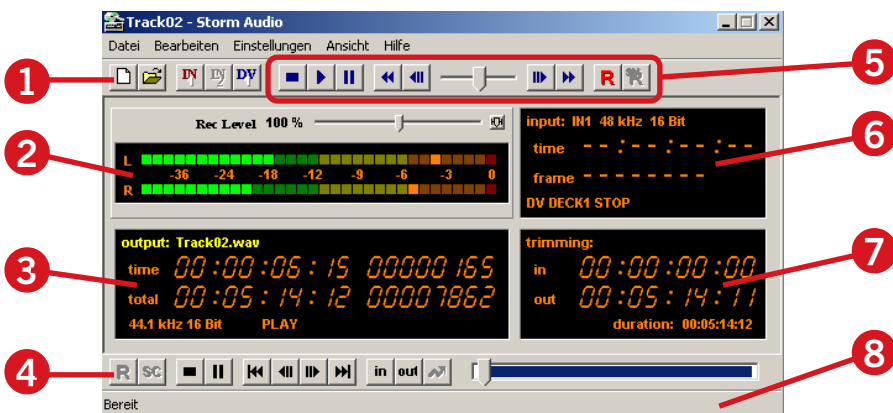 Track02 - Storm Audio
Datei Bearbeiten Einstellungen Ansicht Hilfe
1
IN
DV
R
5
Rec Level 100 %
2
L
-36 -24 -18 -12 -9 -6 -3 0
R
input: IN1 48 kHz 16 Bit
time --:--:--:--
frame --------
DV DECK1 STOP
6
3
output: Track02.wav
time 00:00:06:15 00000165
total 00:05:14:12 00007862
44.1 kHz 16 Bit PLAY
trimming:
in 00:00:00:00
out 00:05:14:11
duration: 00:05:14:12
7
4
R SC in out
8
Bereit